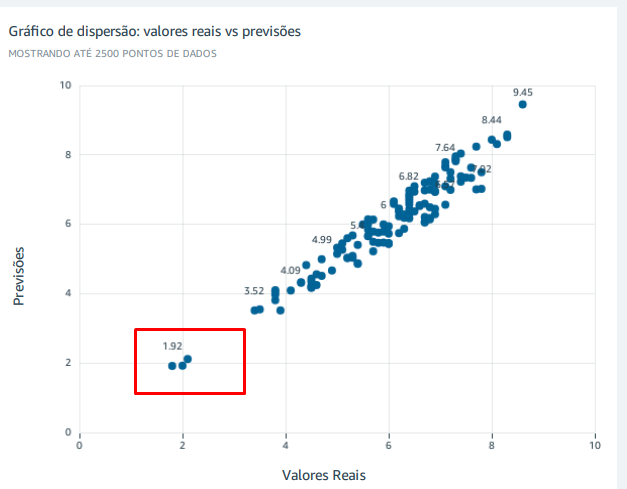 Gráfico de dispersão: valores reais vs previsões
MOSTRANDO ATÉ 2500 PONTOS DE DADOS
10
9.45
8.44
7.64
8
6.82
6
4.99
4.09
4
3.52
1.92
2
0
0 2 4 6 8 10
Previsões
Valores Reais